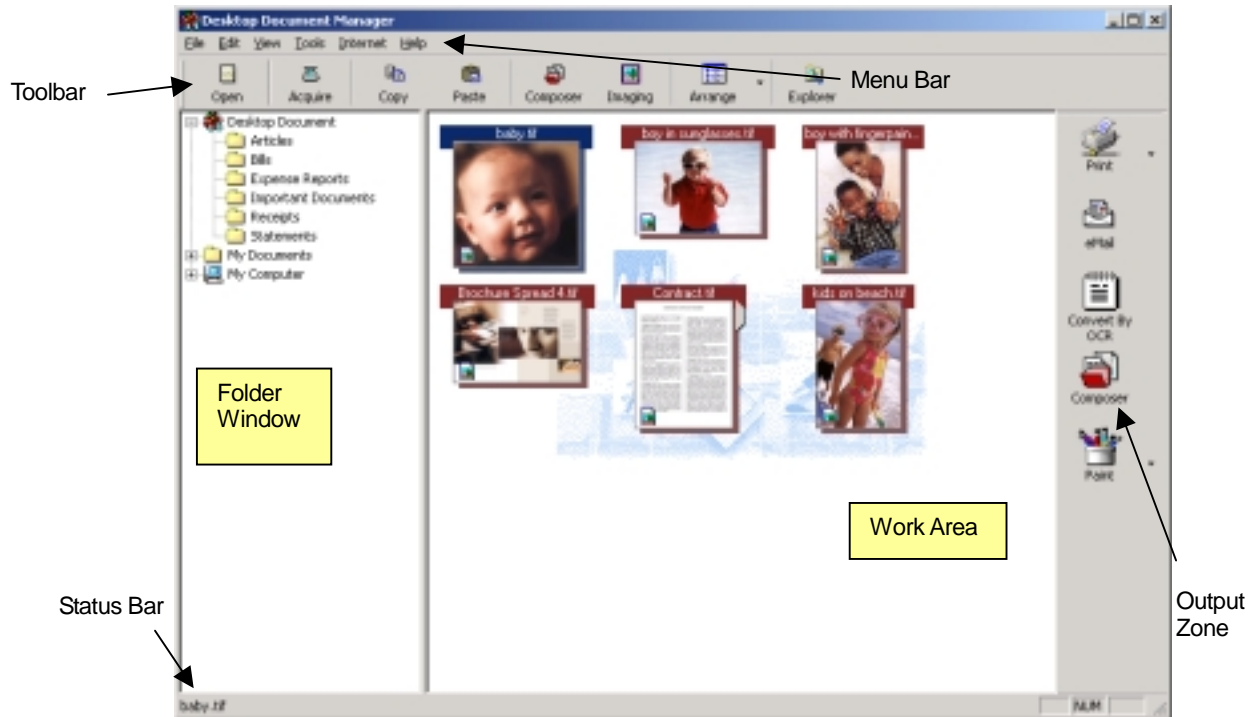 Desktop Document Manager
File Edit View Tools Internet Help
Menu Bar
Toolbar
Open Acquire Copy Paste Composer Imaging Arrange Explorer
Desktop Document
Articles
Bills
Expense Reports
Important Documents
Receipts
Statements
My Documents
My Computer
baby.tif
boy in sunglasses.tif
boy with fingerpain...
Brochure Spread 4.tif
Contract.tif
kids on beach.tif
Print
eMail
Convert By
OCR
Composer
Paint
Folder
Window
Work Area
Output
Zone
Status Bar
baby.tif
NUM